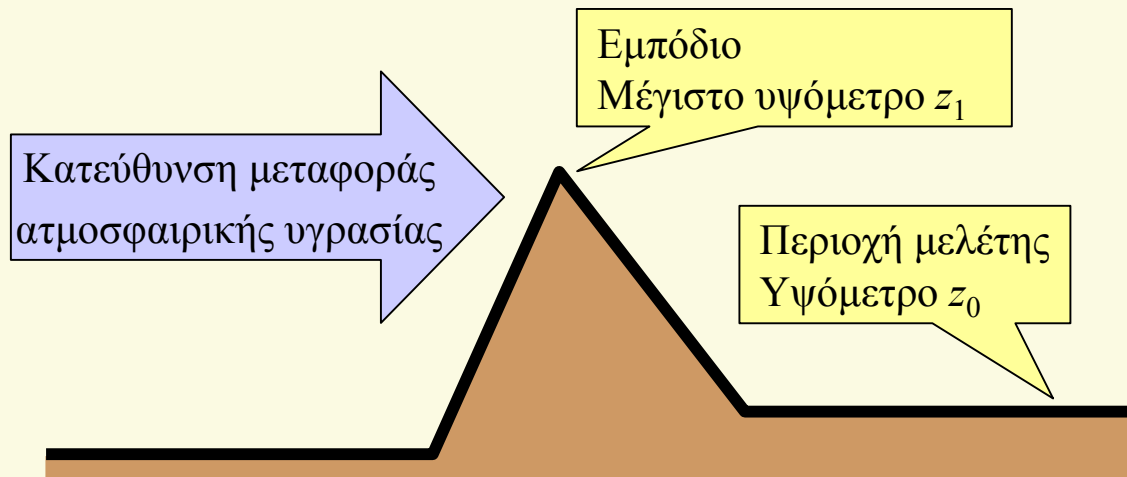 Εμπόδιο
Μέγιστο υψόμετρο z₁
Κατεύθυνση μεταφοράς
ατμοσφαιρικής υγρασίας
Περιοχή μελέτης
Υψόμετρο z₀